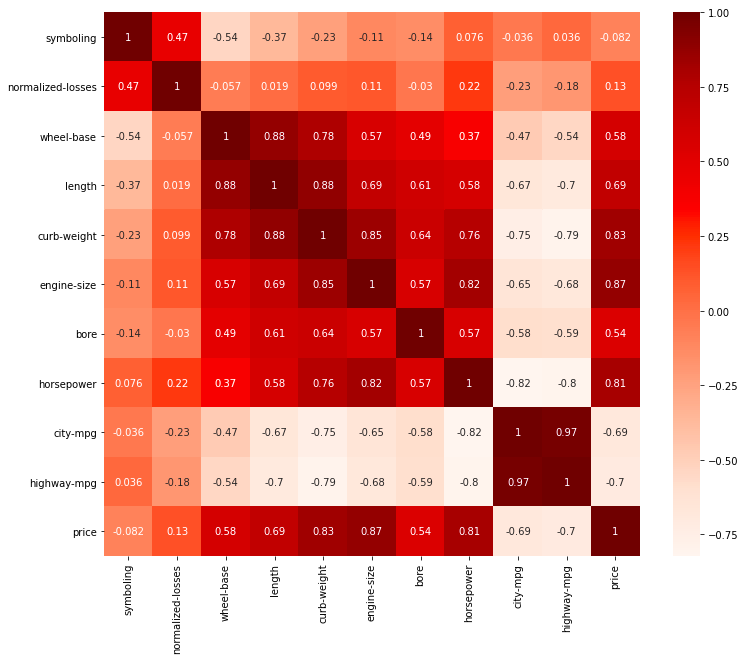 symboling 1 0.47 -0.54 -0.37 -0.23 -0.11 -0.14 0.076 -0.036 0.036 -0.082
normalized-losses 0.47 1 -0.057 0.019 0.099 0.11 -0.03 0.22 -0.23 -0.18 0.13
wheel-base -0.54 -0.057 1 0.88 0.78 0.57 0.49 0.37 -0.47 -0.54 0.58
length -0.37 0.019 0.88 1 0.88 0.69 0.61 0.58 -0.67 -0.7 0.69
curb-weight -0.23 0.099 0.78 0.88 1 0.85 0.64 0.76 -0.75 -0.79 0.83
engine-size -0.11 0.11 0.57 0.69 0.85 1 0.57 0.82 -0.65 -0.68 0.87
bore -0.14 -0.03 0.49 0.61 0.64 0.57 1 0.57 -0.58 -0.59 0.54
horsepower 0.076 0.22 0.37 0.58 0.76 0.82 0.57 1 -0.82 -0.8 0.81
city-mpg -0.036 -0.23 -0.47 -0.67 -0.75 -0.65 -0.58 -0.82 1 0.97 -0.69
highway-mpg 0.036 -0.18 -0.54 -0.7 -0.79 -0.68 -0.59 -0.8 0.97 1 -0.7
price -0.082 0.13 0.58 0.69 0.83 0.87 0.54 0.81 -0.69 -0.7 1
symboling
normalized-losses
wheel-base
length
curb-weight
engine-size
bore
horsepower
city-mpg
highway-mpg
price
1.00
0.75
0.50
0.25
0.00
−0.25
−0.50
−0.75